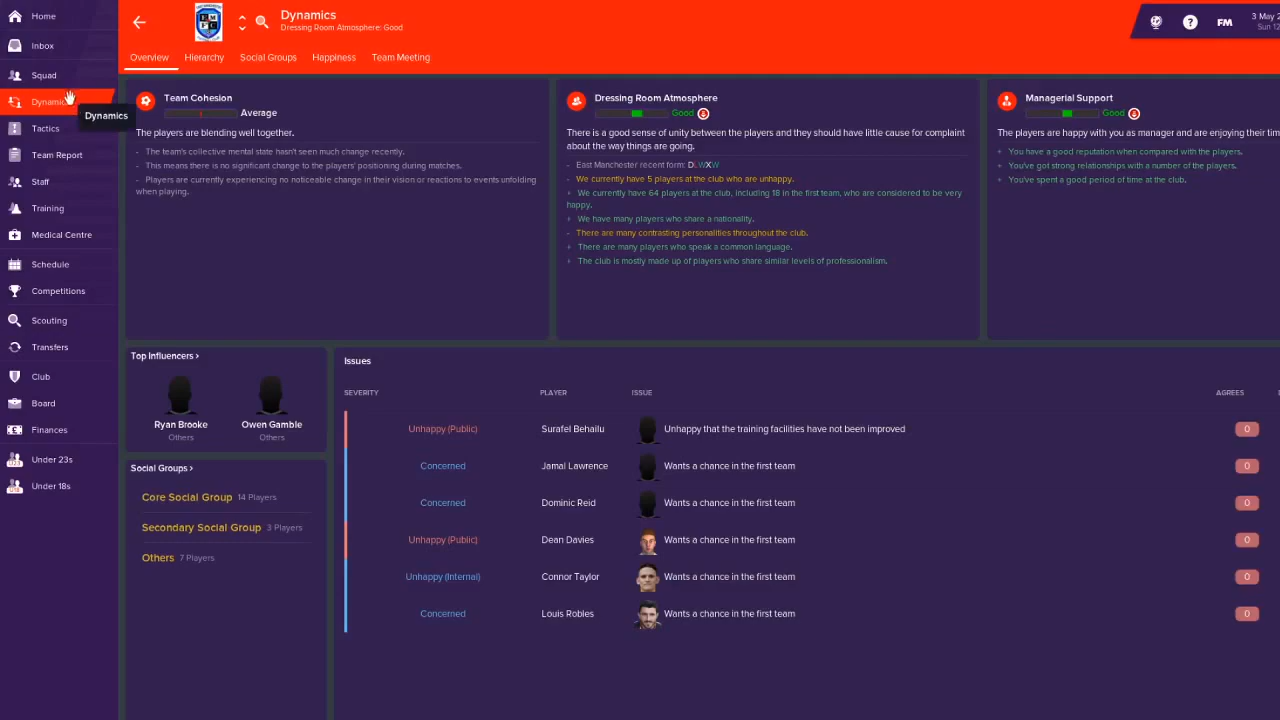 Home
Inbox
Squad
Dynamics
Dynamics
Tactics
Team Report
Staff
Training
Medical Centre
Schedule
Competitions
Scouting
Transfers
Club
Board
Finances
Under 23s
Under 18s
Dynamics
Dressing Room Atmosphere: Good
? FM 3 May 2
Sun 12
Overview Hierarchy Social Groups Happiness Team Meeting
Team Cohesion
Average
The players are blending well together.
- The team's collective mental state hasn't seen much change recently.
- This means there is no significant change to the players' positioning during matches.
- Players are currently experiencing no noticeable change in their vision or reactions to events unfolding
when playing.
Dressing Room Atmosphere
Good
There is a good sense of unity between the players and they should have little cause for complaint
about the way things are going.
- East Manchester recent form: DLWXW
- We currently have 5 players at the club who are unhappy.
+ We currently have 64 players at the club, including 18 in the first team, who are considered to be very
happy.
+ We have many players who share a nationality.
- There are many contrasting personalities throughout the club.
+ There are many players who speak a common language.
+ The club is mostly made up of players who share similar levels of professionalism.
Managerial Support
Good
The players are happy with you as manager and are enjoying their time
+ You have a good reputation when compared with the players.
+ You've got strong relationships with a number of the players.
+ You've spent a good period of time at the club.
Top Influencers >
Ryan Brooke Owen Gamble
Others Others
Social Groups >
Core Social Group 14 Players
Secondary Social Group 3 Players
Others 7 Players
Issues
SEVERITY PLAYER ISSUE AGREES
Unhappy (Public) Surafel Behailu Unhappy that the training facilities have not been improved 0
Concerned Jamal Lawrence Wants a chance in the first team 0
Concerned Dominic Reid Wants a chance in the first team 0
Unhappy (Public) Dean Davies Wants a chance in the first team 0
Unhappy (Internal) Connor Taylor Wants a chance in the first team 0
Concerned Louis Robles Wants a chance in the first team 0